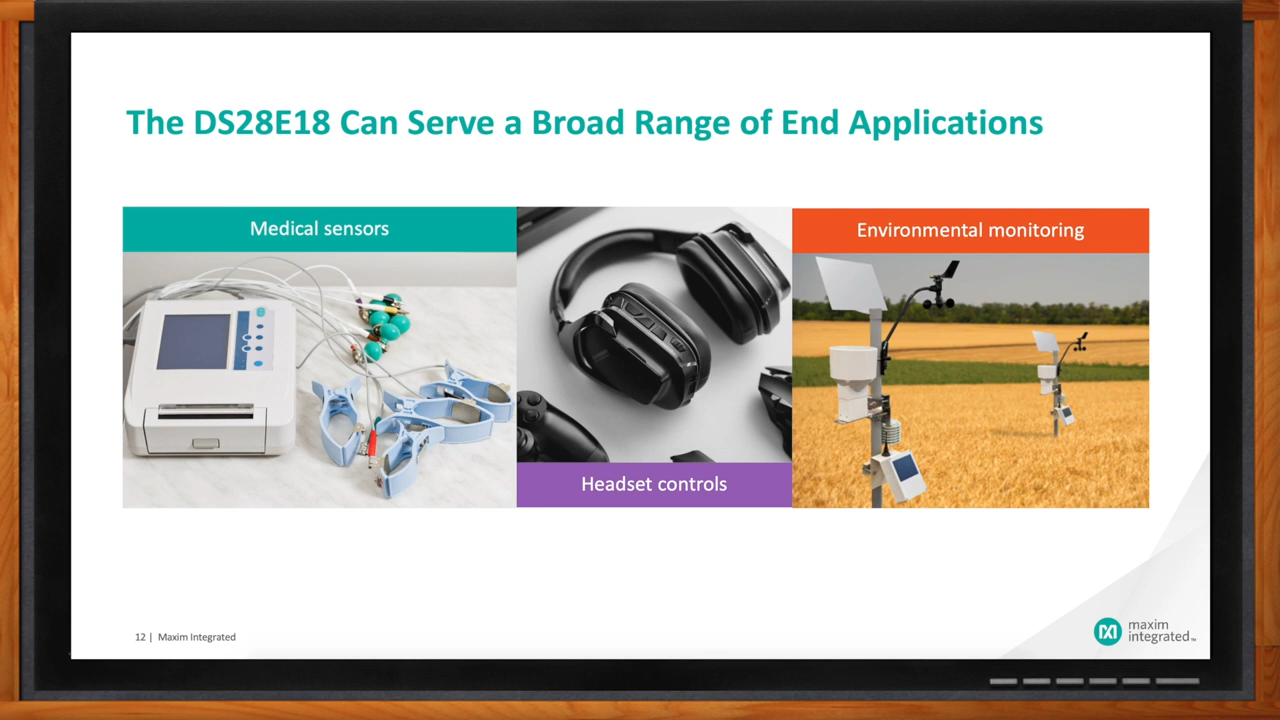 The DS28E18 Can Serve a Broad Range of End Applications
Medical sensors
Headset controls
Environmental monitoring
12 | Maxim Integrated
maxim
integrated™